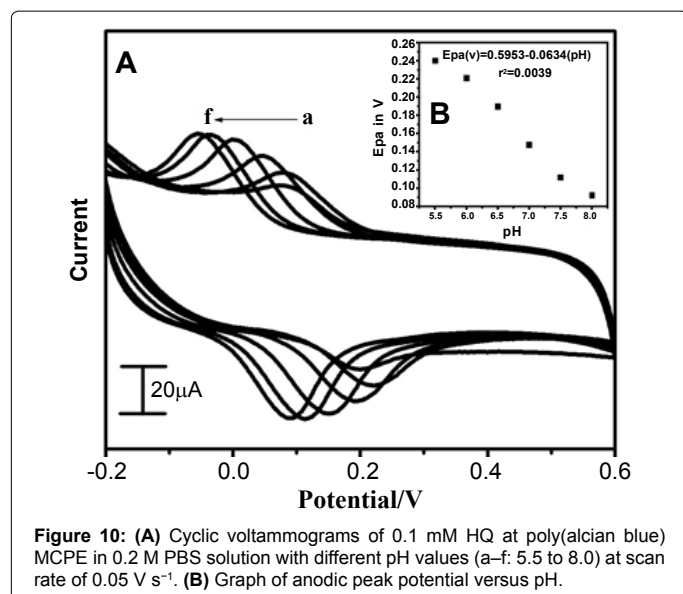 A
f
a
Current
20μA
-0.2
0.0
0.2
0.4
0.6
Potential/V
Epa(v)=0.5953-0.0634(pH)
r²=0.0039
B
Epa in V
0.26
0.24
0.22
0.20
0.18
0.16
0.14
0.12
0.10
0.08
5.5
6.0
6.5
7.0
7.5
8.0
pH
Figure 10: (A) Cyclic voltammograms of 0.1 mM HQ at poly(alcian blue)
MCPE in 0.2 M PBS solution with different pH values (a–f: 5.5 to 8.0) at scan
rate of 0.05 V s⁻¹. (B) Graph of anodic peak potential versus pH.